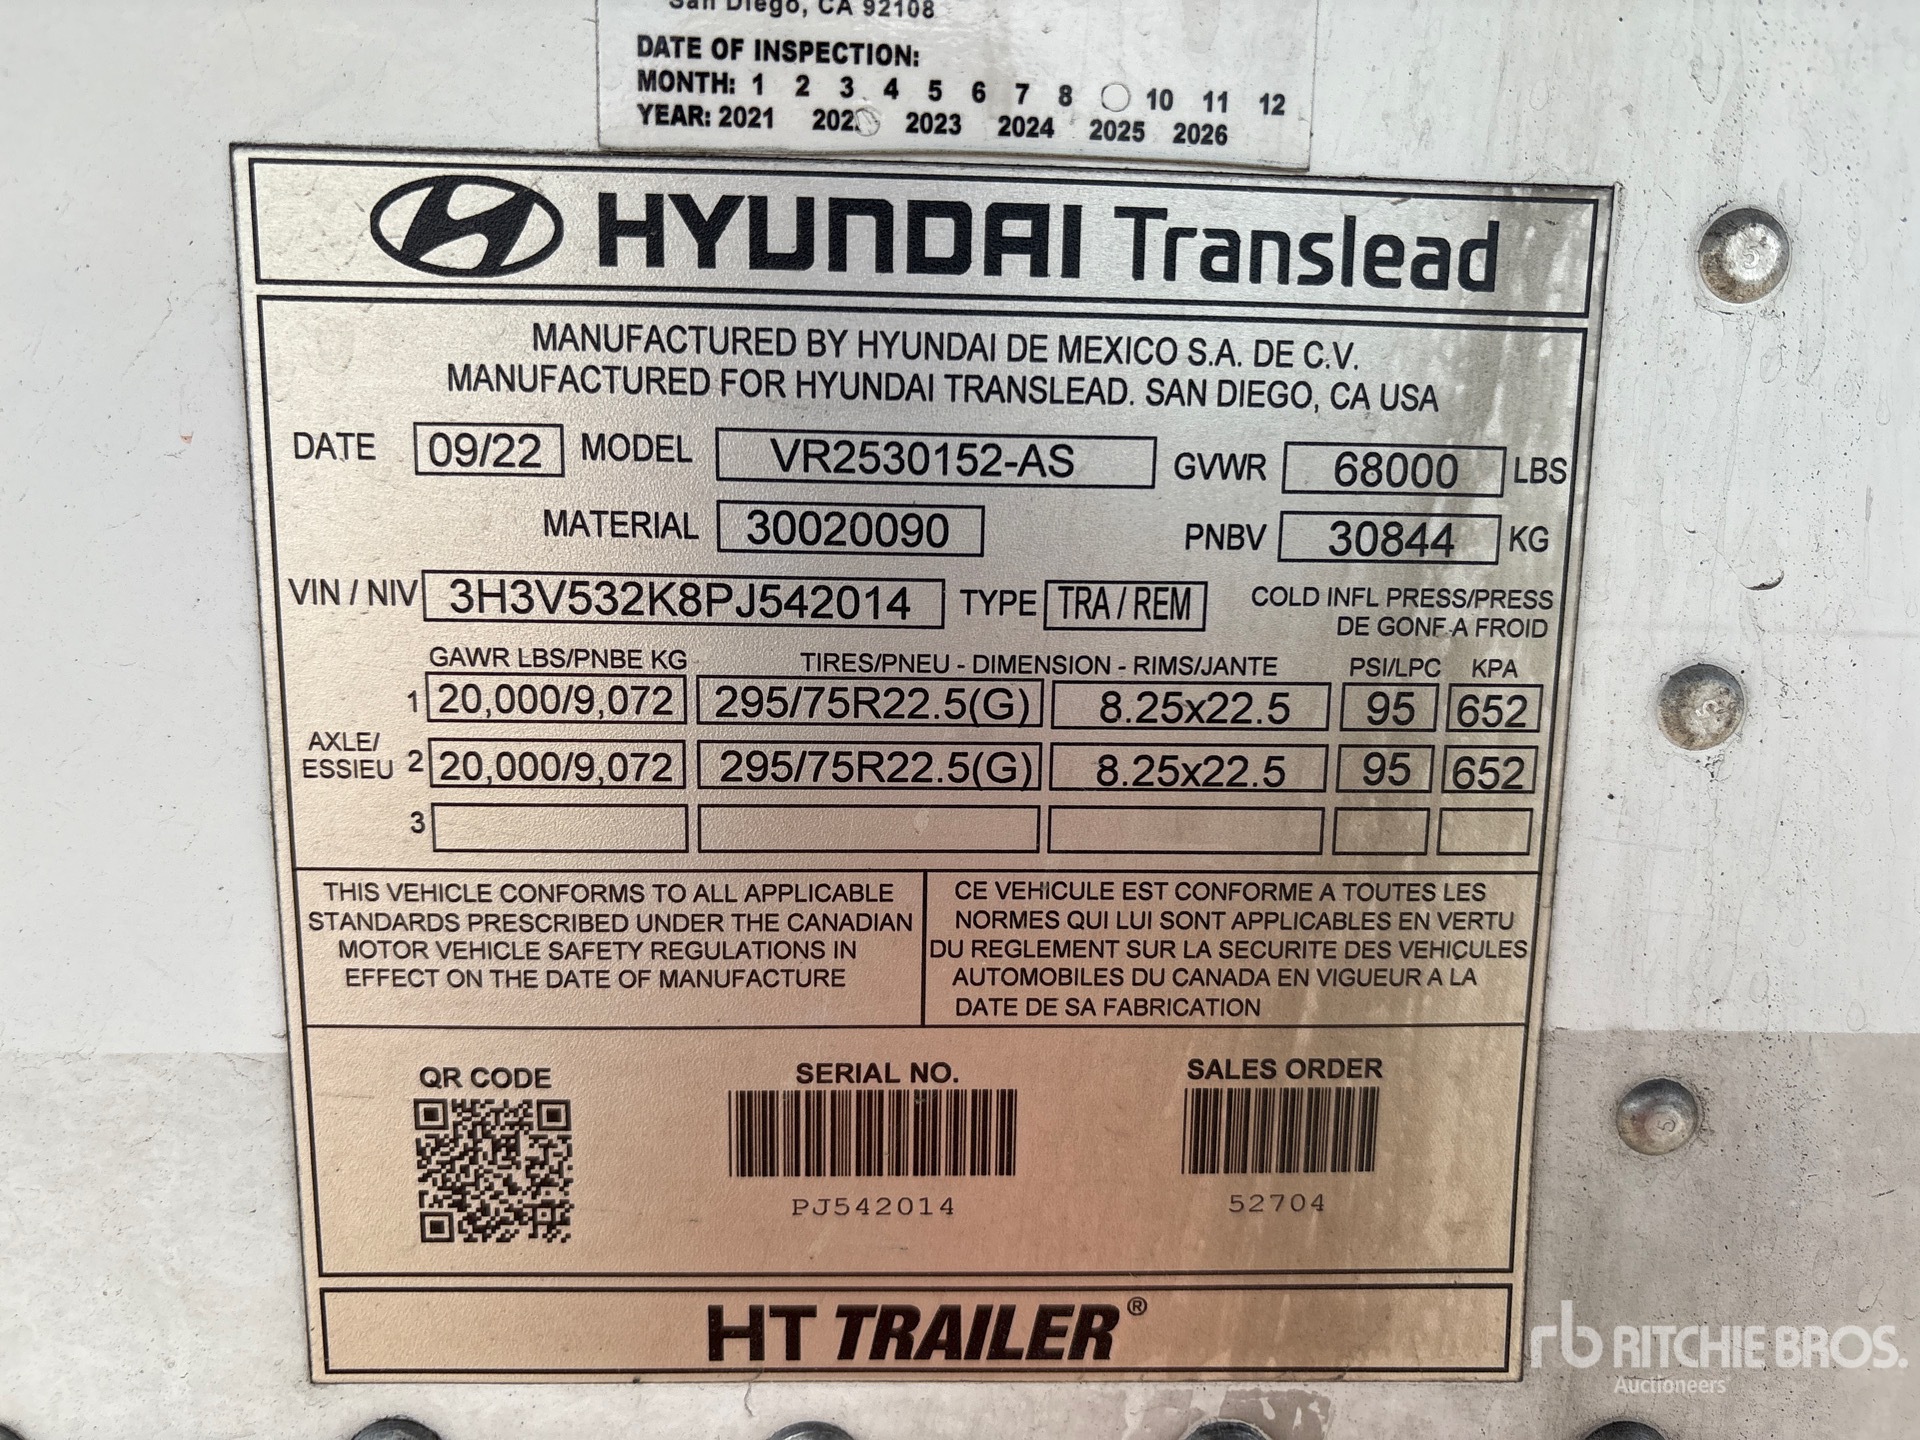 San Diego, CA 92108
DATE OF INSPECTION:
MONTH: 1 2 3 4 5 6 7 8 10 11 12
YEAR: 2021 202 2023 2024 2025 2026
HYUNDAI Translead
MANUFACTURED BY HYUNDAI DE MEXICO S.A. DE C.V.
MANUFACTURED FOR HYUNDAI TRANSLEAD. SAN DIEGO, CA USA
DATE 09/22 MODEL VR2530152-AS GVWR 68000 LBS
MATERIAL 30020090 PNBV 30844 KG
VIN / NIV 3H3V532K8PJ542014 TYPE TRA / REM COLD INFL PRESS/PRESS
DE GONF A FROID
GAWR LBS/PNBE KG TIRES/PNEU - DIMENSION - RIMS/JANTE PSI/LPC KPA
1 20,000/9,072 295/75R22.5(G) 8.25x22.5 95 652
AXLE/
ESSIEU 2 20,000/9,072 295/75R22.5(G) 8.25x22.5 95 652
3
THIS VEHICLE CONFORMS TO ALL APPLICABLE
STANDARDS PRESCRIBED UNDER THE CANADIAN
MOTOR VEHICLE SAFETY REGULATIONS IN
EFFECT ON THE DATE OF MANUFACTURE
CE VEHICULE EST CONFORME A TOUTES LES
NORMES QUI LUI SONT APPLICABLES EN VERTU
DU REGLEMENT SUR LA SECURITE DES VEHICULES
AUTOMOBILES DU CANADA EN VIGUEUR A LA
DATE DE SA FABRICATION
QR CODE SERIAL NO. SALES ORDER
PJ542014 52704
HT TRAILER®
rb RITCHIE BROS.
Auctioneers